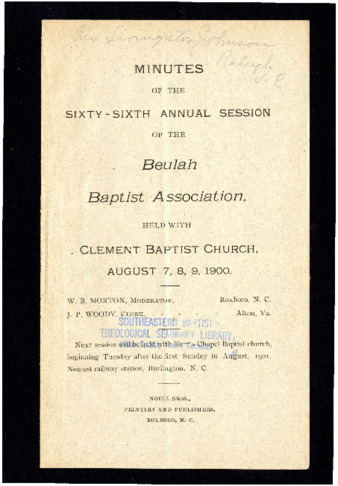 Rev Livingston Johnson
Raleigh
N.C
MINUTES
OF THE
SIXTY-SIXTH ANNUAL SESSION
OF THE
Beulah
Baptist Association,
HELD WITH
CLEMENT BAPTIST CHURCH,
AUGUST 7, 8, 9, 1900.
W. B. MORTON, MODERATOR, Roxboro, N. C.
J. P. WOODY, CLERK, Alton, Va.
SOUTHEASTERN BAPTIST
THEOLOGICAL SEMINARY LIBRARY,
Next session will be held with Chapel Baptist church,
beginning Tuesday after the first Sunday in August, 1901.
Nearest railway station, Burlington, N. C.
NOELL BROS.,
PRINTERS AND PUBLISHERS,
ROXBORO, N. C.